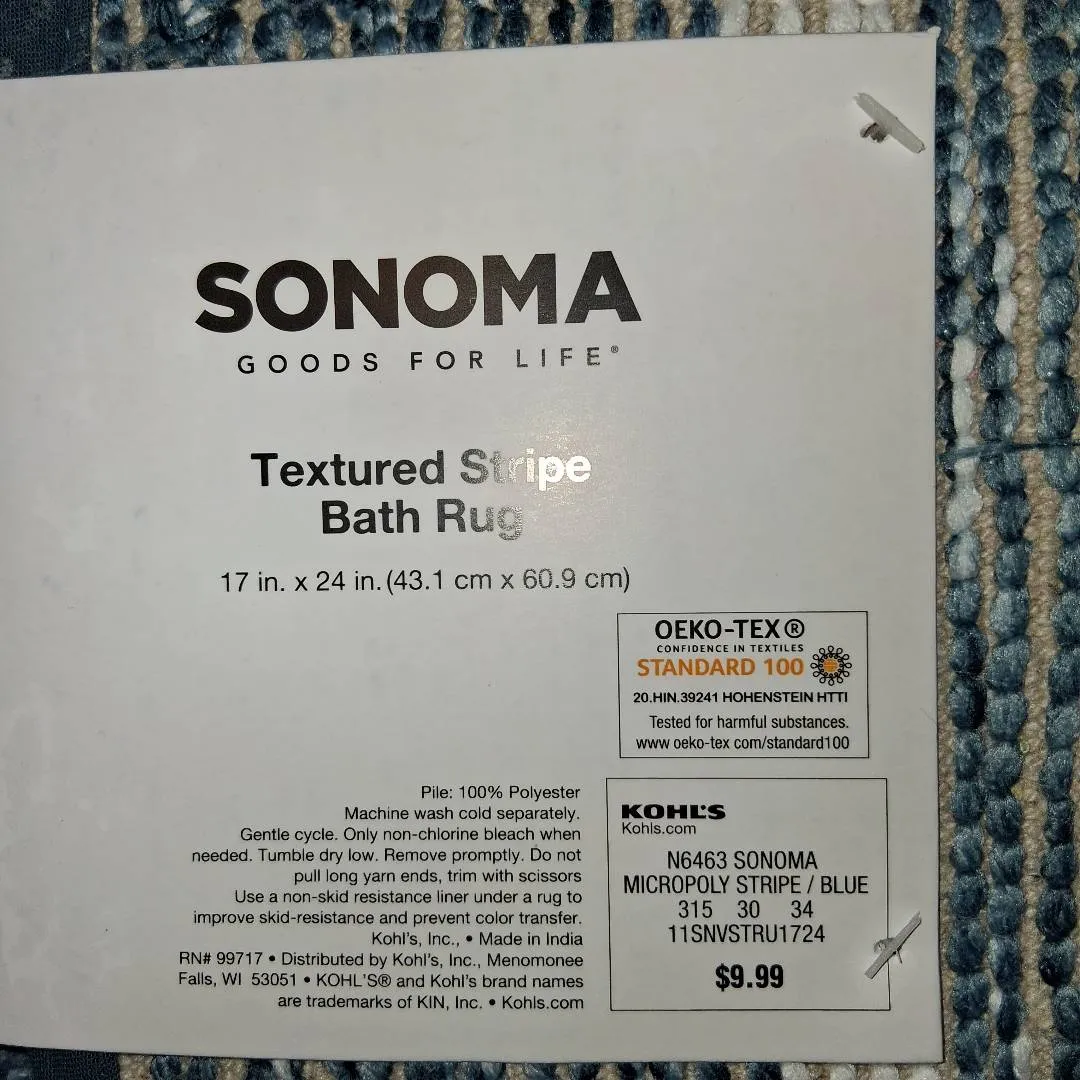 SONOMA
GOODS FOR LIFE®
Textured Stripe
Bath Rug
17 in. x 24 in. (43.1 cm x 60.9 cm)
OEKO-TEX®
CONFIDENCE IN TEXTILES
STANDARD 100
20.HIN.39241 HOHENSTEIN HTTI
Tested for harmful substances.
www oeko-tex com/standard100
Pile: 100% Polyester
Machine wash cold separately.
Gentle cycle. Only non-chlorine bleach when
needed. Tumble dry low. Remove promptly. Do not
pull long yarn ends, trim with scissors
Use a non-skid resistance liner under a rug to
improve skid-resistance and prevent color transfer.
Kohl's, Inc., • Made in India
RN# 99717 • Distributed by Kohl's, Inc., Menomonee
Falls, WI 53051 • KOHL'S® and Kohl's brand names
are trademarks of KIN, Inc. • Kohls.com
KOHL'S
Kohls.com
N6463 SONOMA
MICROPOLY STRIPE / BLUE
315 30 34
11SNVSTRU1724
$9.99